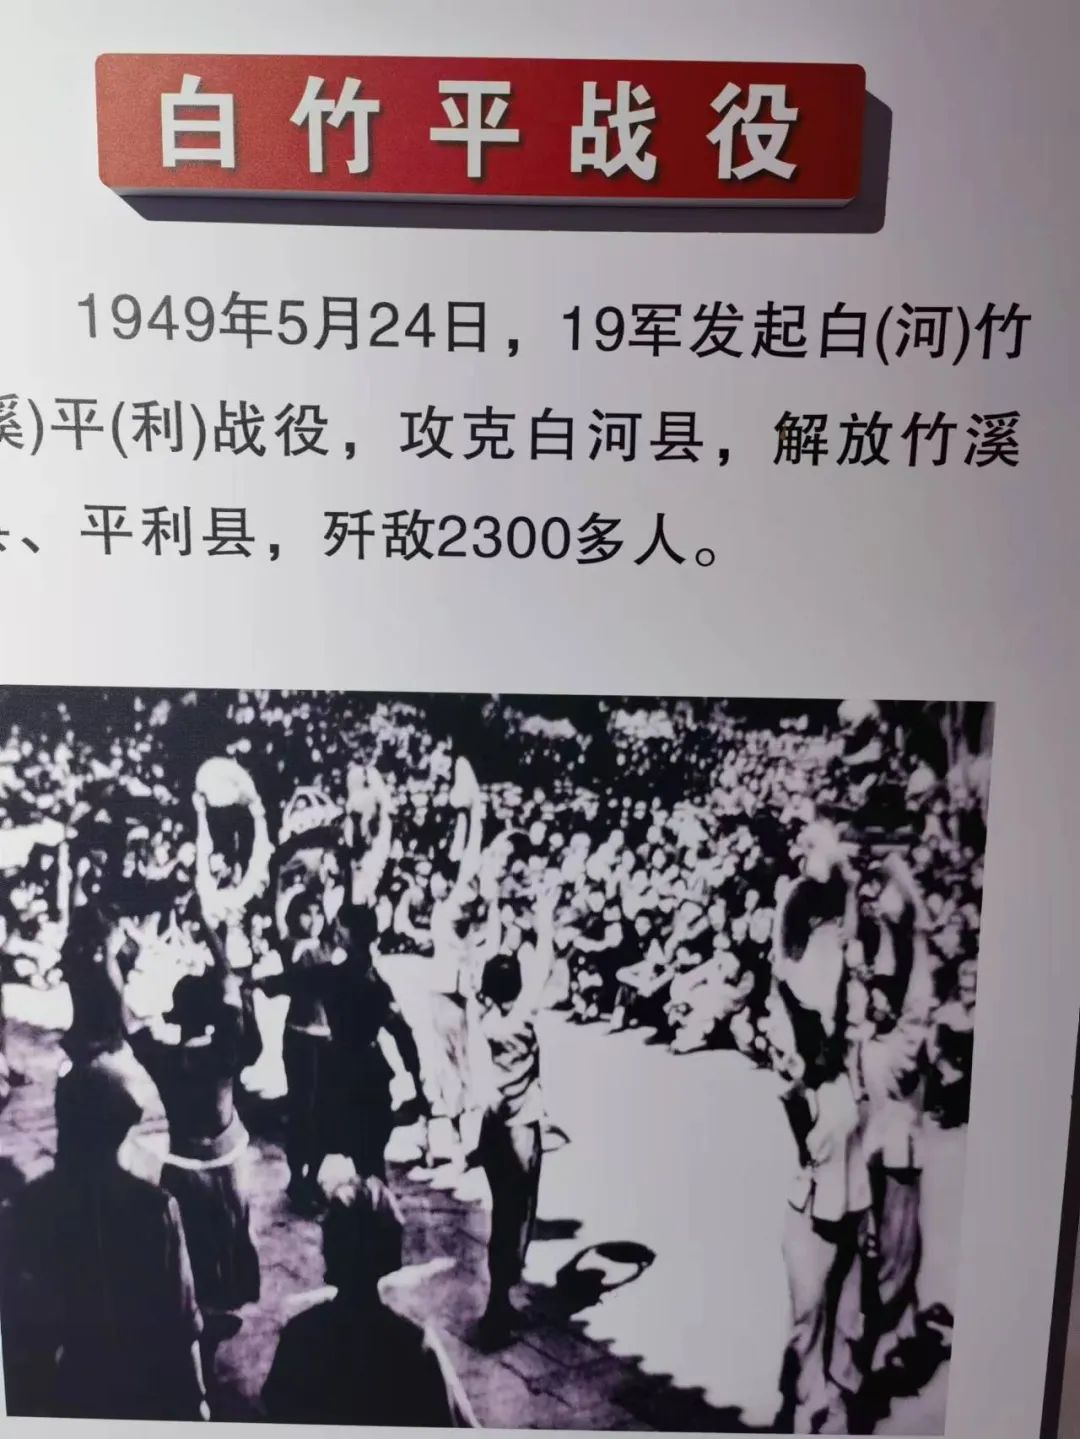 白竹平战役
1949年5月24日，19军发起白(河)竹
溪)平(利)战役，攻克白河县，解放竹溪
、平利县，歼敌2300多人。